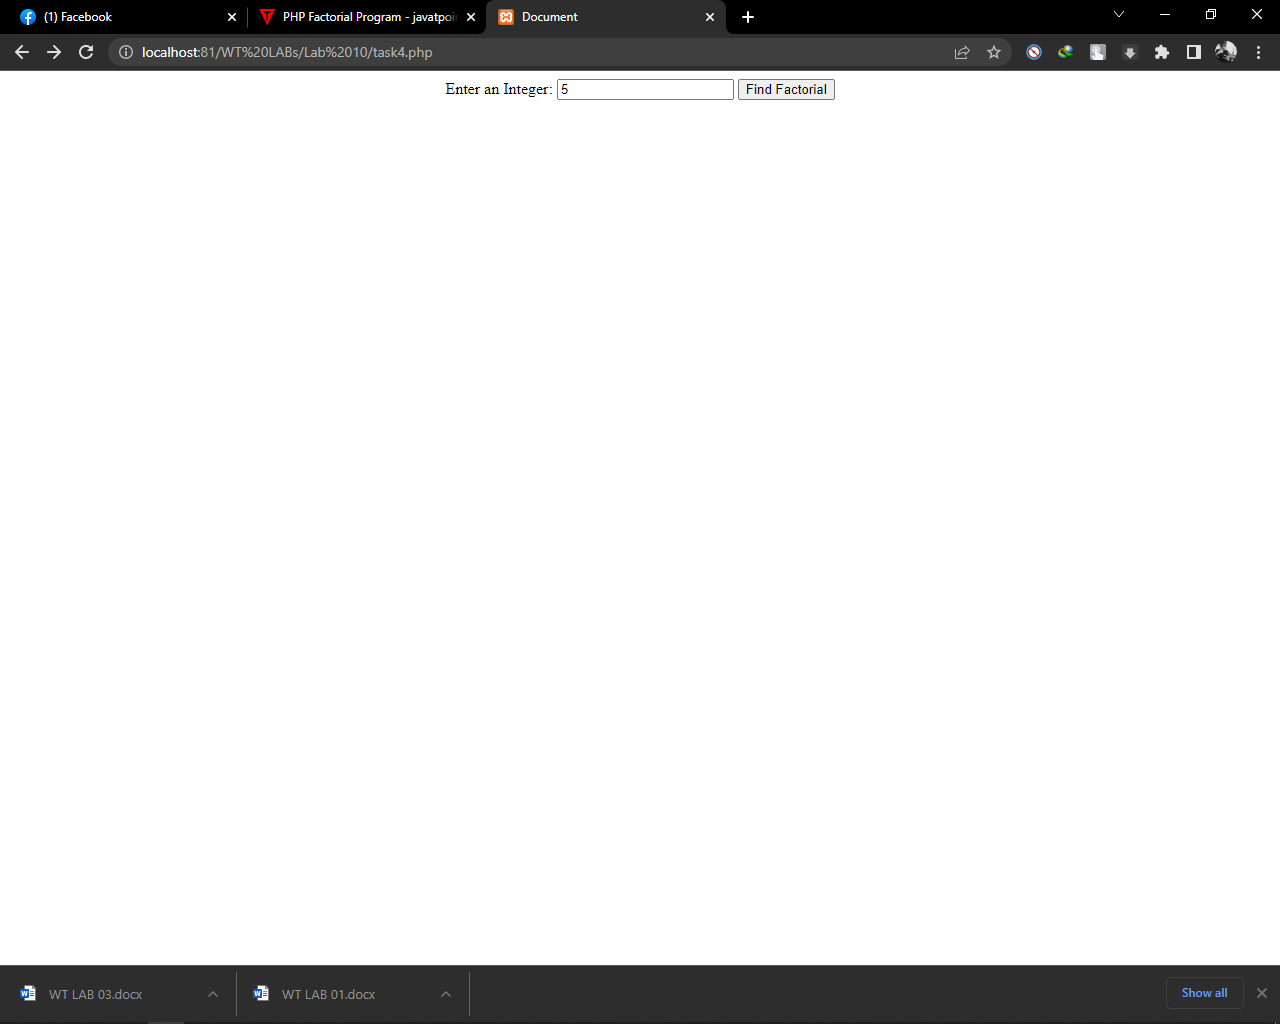 (1) Facebook
PHP Factorial Program - javatpoin
Document
localhost:81/WT%20LABs/Lab%2010/task4.php
Enter an Integer: 5 Find Factorial
WT LAB 03.docx
WT LAB 01.docx
Show all